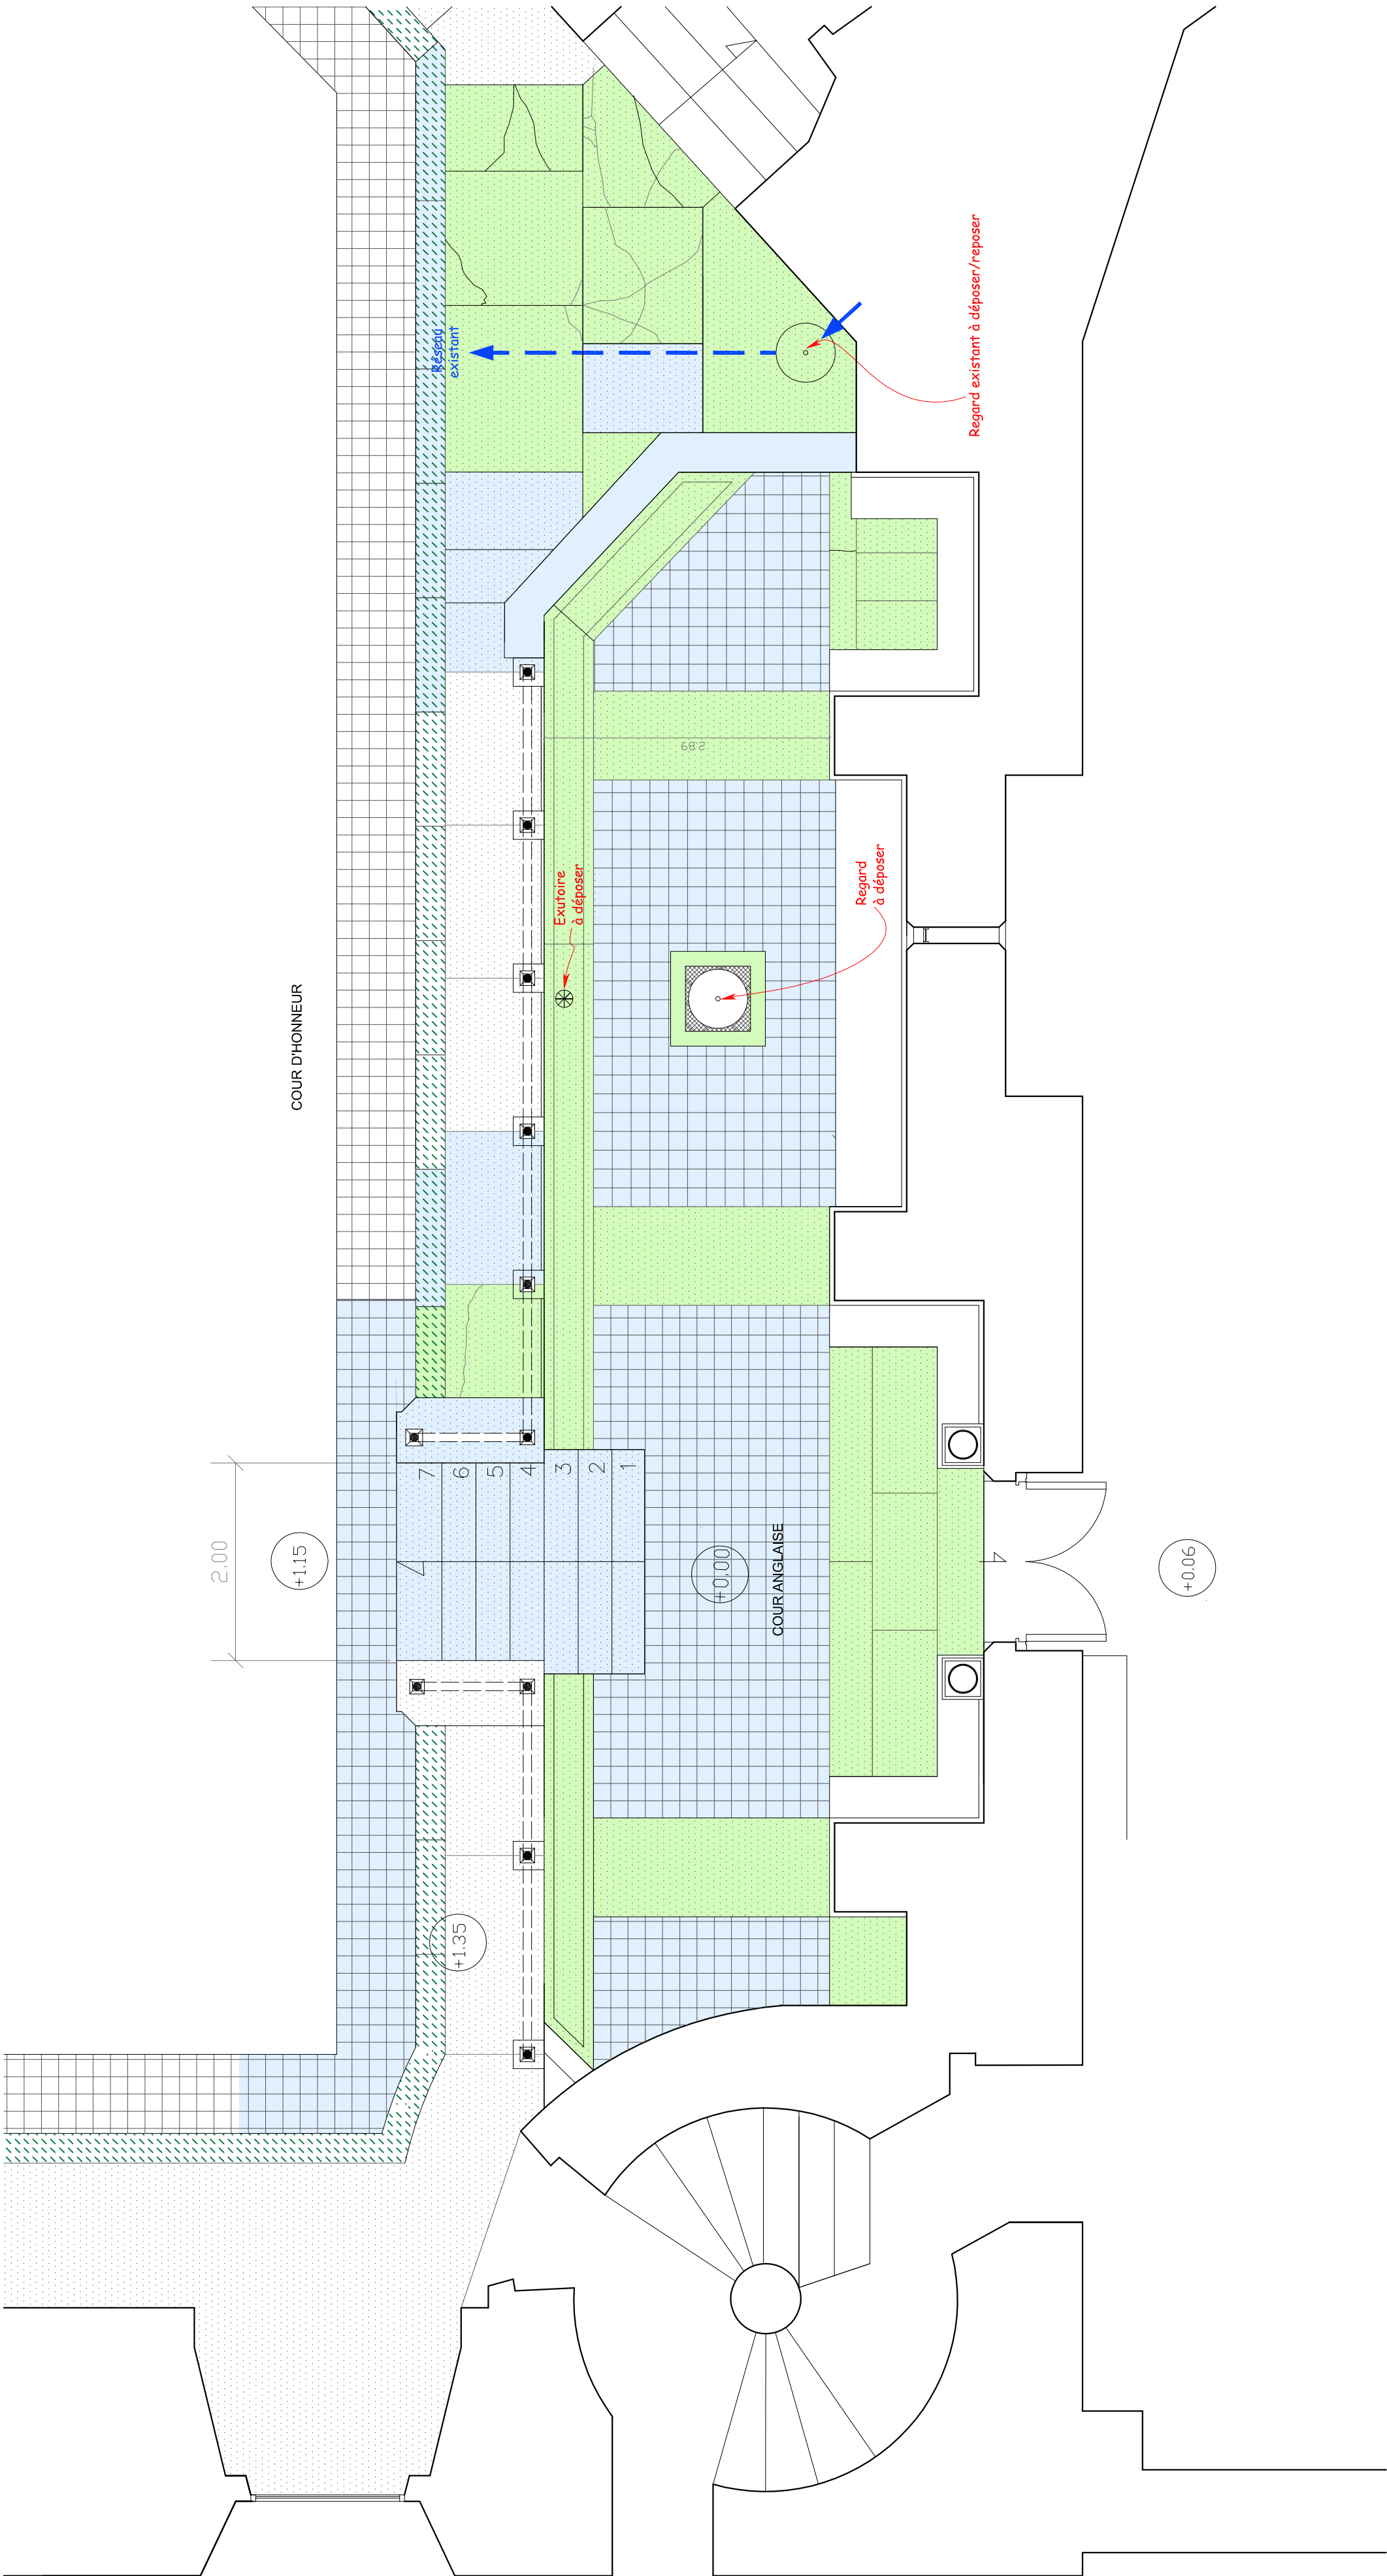 Réseau
existant
Regard existant à déposer/reposer
2.89
Exutoire
à déposer
Regard
à déposer
COUR D'HONNEUR
7
6
5
4
3
2
1
2.00
+1.15
+0.00
COUR ANGLAISE
+0.06
+1.35